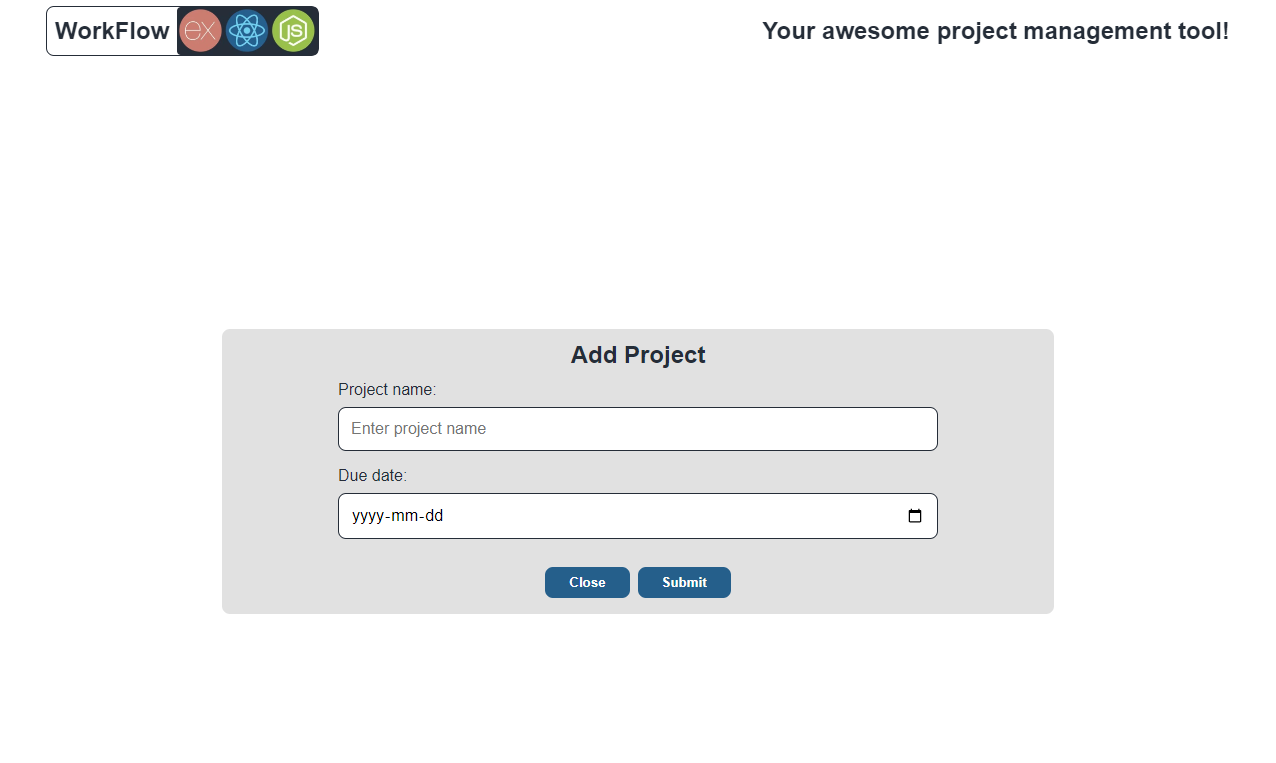 WorkFlow ex JS Your awesome project management tool!
Add Project
Project name:
Enter project name
Due date:
yyyy-mm-dd
Close Submit